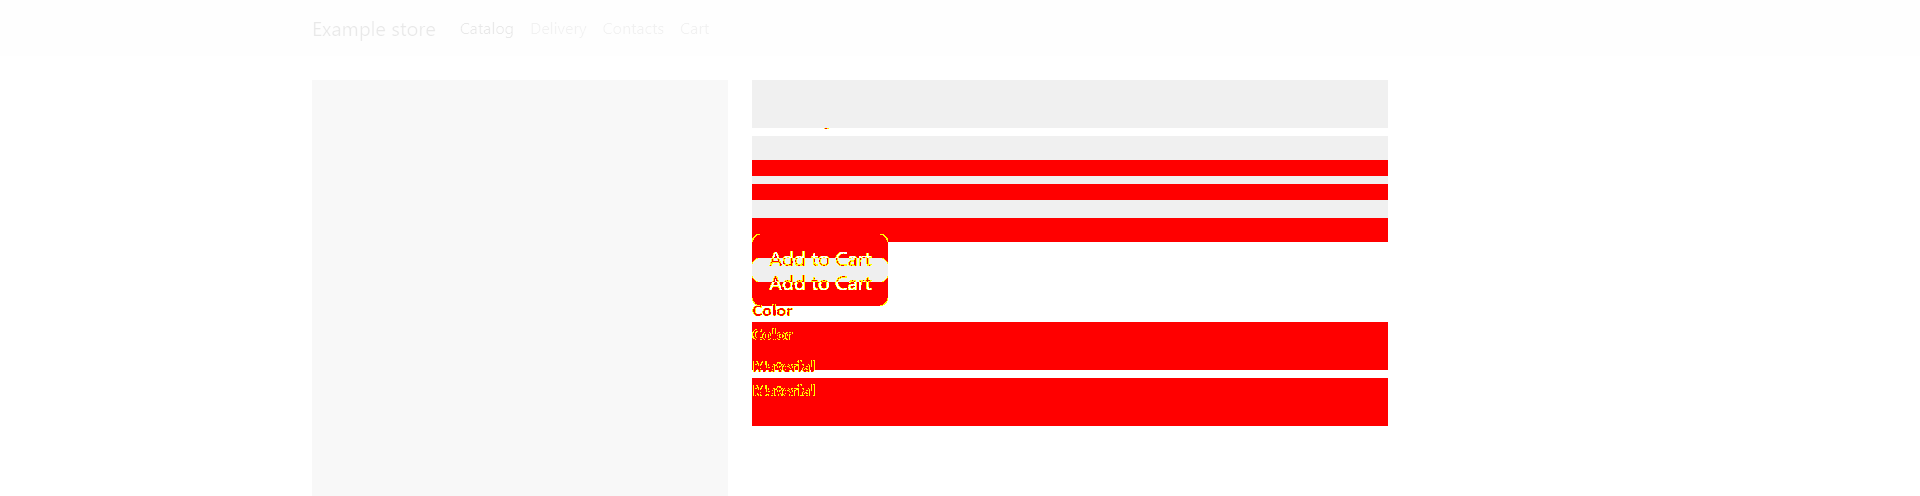 Example store Catalog Delivery Contacts Cart
Add to Cart
Add to Cart
Color
Color
Material
Material